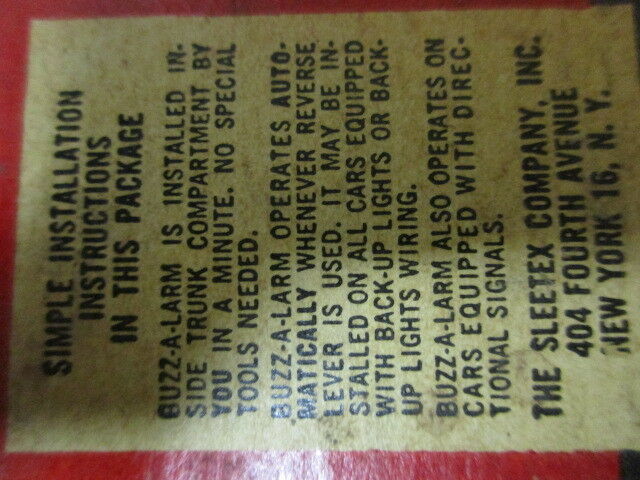 SIMPLE INSTALLATION
INSTRUCTIONS
IN THIS PACKAGE
BUZZ-A-LARM IS INSTALLED IN-
SIDE TRUNK COMPARTMENT BY
YOU IN A MINUTE. NO SPECIAL
TOOLS NEEDED.
BUZZ-A-LARM OPERATES AUTO-
MATICALLY WHENEVER REVERSE
LEVER IS USED. IT MAY BE IN-
STALLED ON ALL CARS EQUIPPED
WITH BACK-UP LIGHTS OR BACK-
UP LIGHTS WIRING.
BUZZ-A-LARM ALSO OPERATES ON
CARS EQUIPPED WITH DIREC-
TIONAL SIGNALS.
THE SLEETEX COMPANY, INC.
404 FOURTH AVENUE
NEW YORK 16, N. Y.